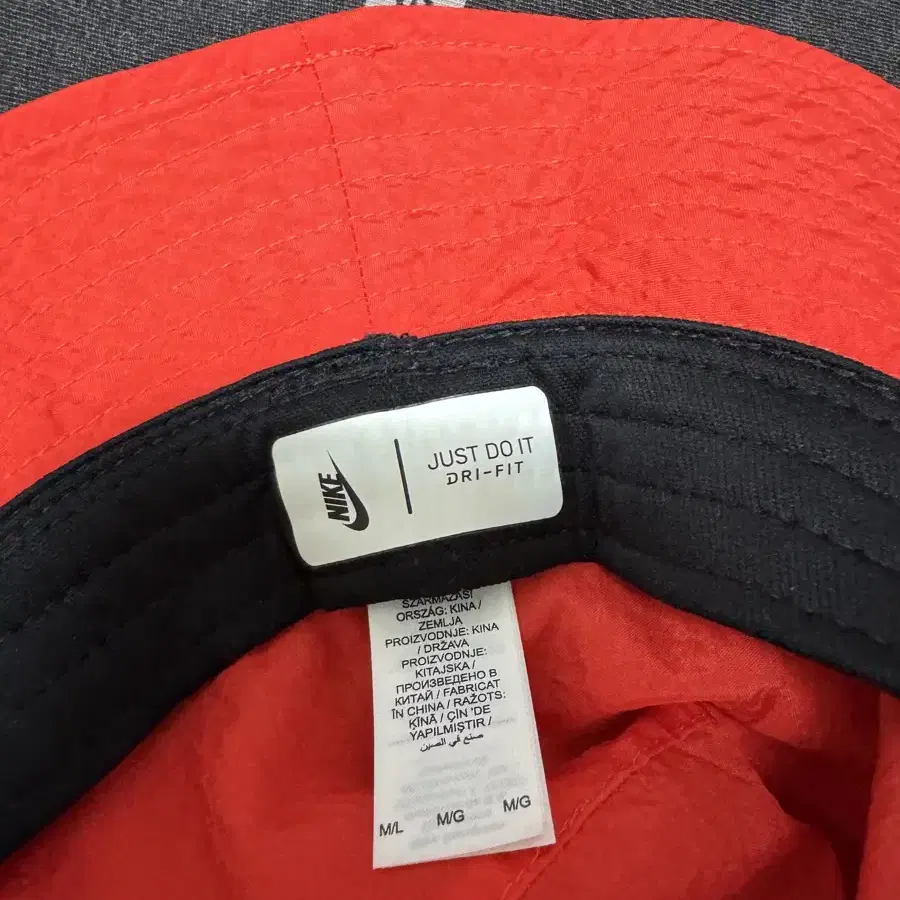 NIKE
JUST DO IT
DRI-FIT
SZÁRMAZÁSI
ORSZÁG: KINA /
ZEMLJA
PROIZVODNJE: KINA
/ DRŽAVA
PROIZVODNJE:
KITAJSKA /
ПРОИЗВЕДЕНО В
КИТАЙ / FABRICAT
ÎN CHINA / RAŽOTS:
ĶĪNĀ / ÇİN 'DE
YAPILMIŞTIR /
صنع في الصين
M/L M/G M/G